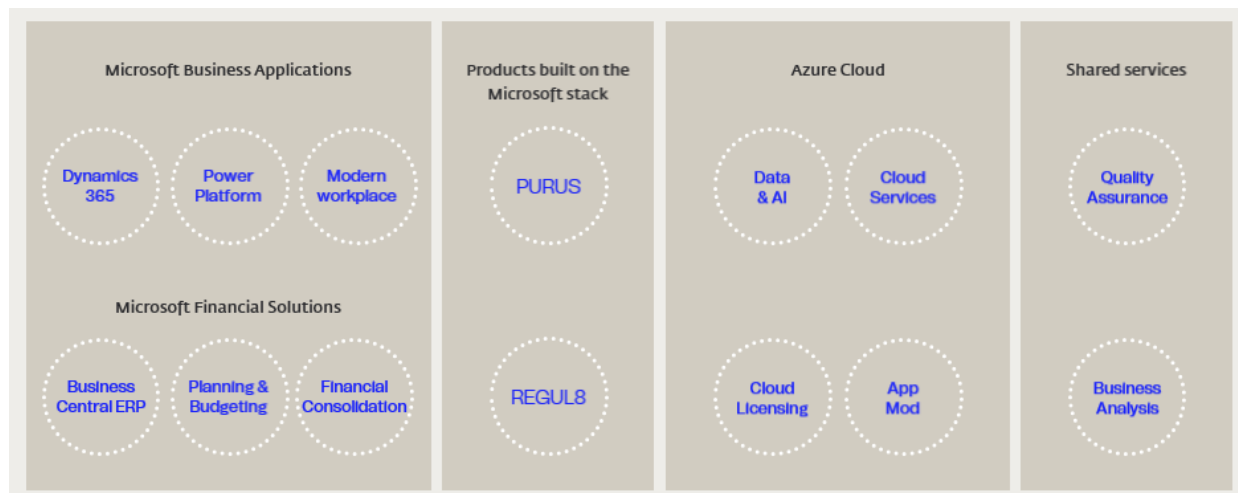 Microsoft Business Applications
Dynamics
365
Power
Platform
Modern
workplace
Microsoft Financial Solutions
Business
Central ERP
Planning &
Budgeting
Financial
Consolidation
Products built on the
Microsoft stack
PURUS
REGUL8
Azure Cloud
Data
& AI
Cloud
Services
Cloud
Licensing
App
Mod
Shared services
Quality
Assurance
Business
Analysis